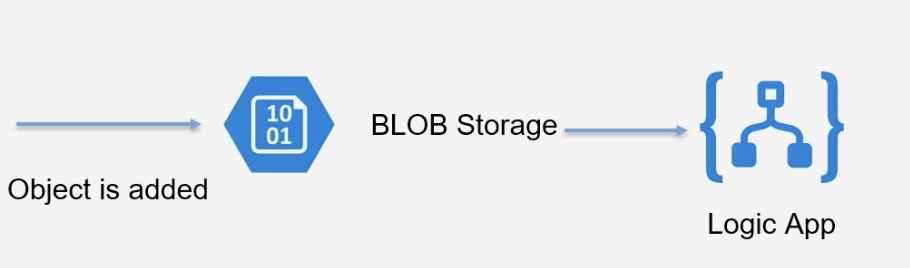 10
01
BLOB Storage
Object is added
Logic App